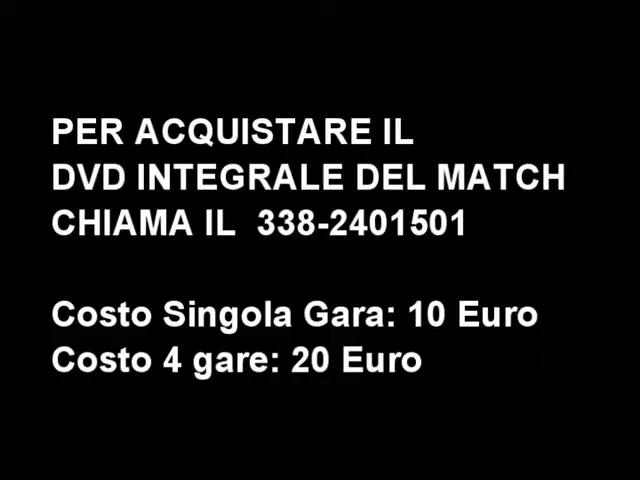 PER ACQUISTARE IL
DVD INTEGRALE DEL MATCH
CHIAMA IL  338-2401501
Costo Singola Gara: 10 Euro
Costo 4 gare: 20 Euro